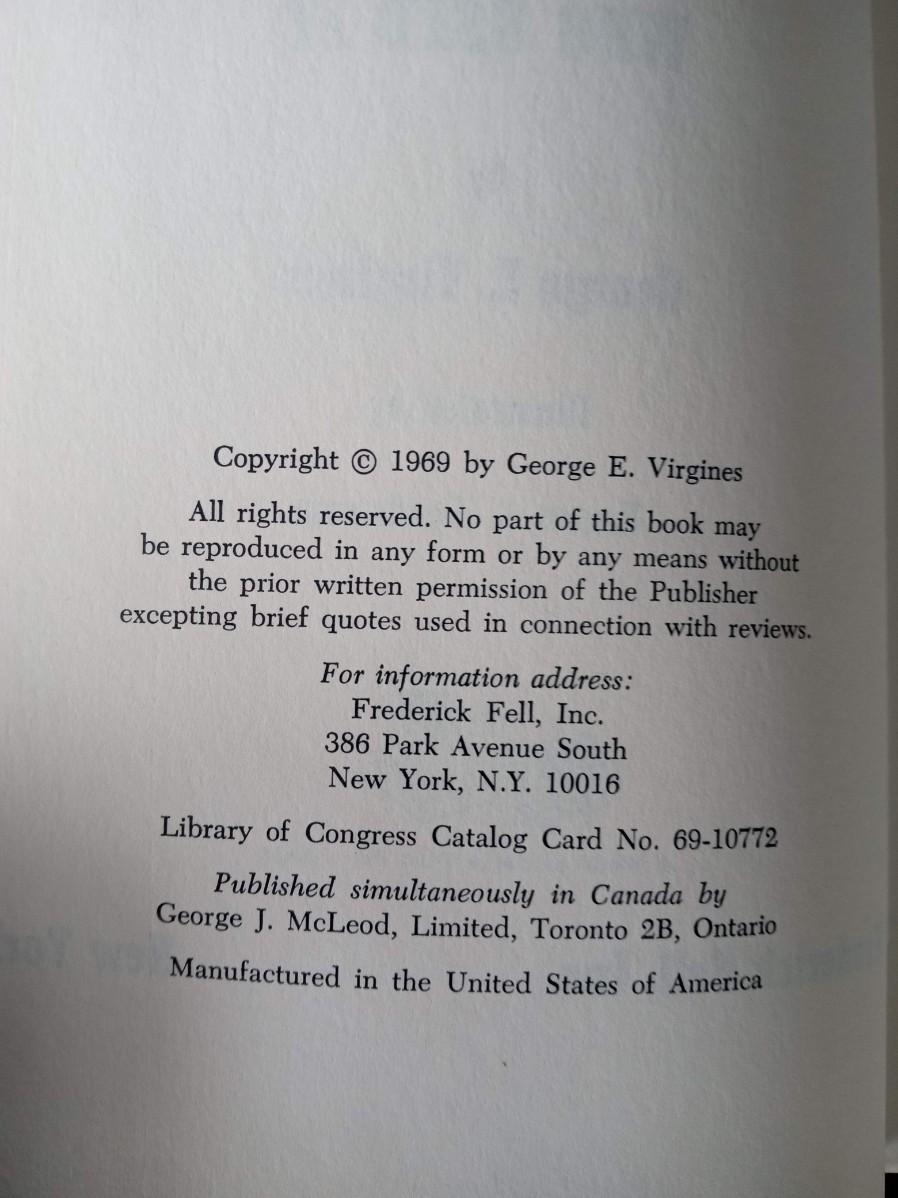 Copyright © 1969 by George E. Virgines
All rights reserved. No part of this book may
be reproduced in any form or by any means without
the prior written permission of the Publisher
excepting brief quotes used in connection with reviews.
For information address:
Frederick Fell, Inc.
386 Park Avenue South
New York, N.Y. 10016
Library of Congress Catalog Card No. 69-10772
Published simultaneously in Canada by
George J. McLeod, Limited, Toronto 2B, Ontario
Manufactured in the United States of America